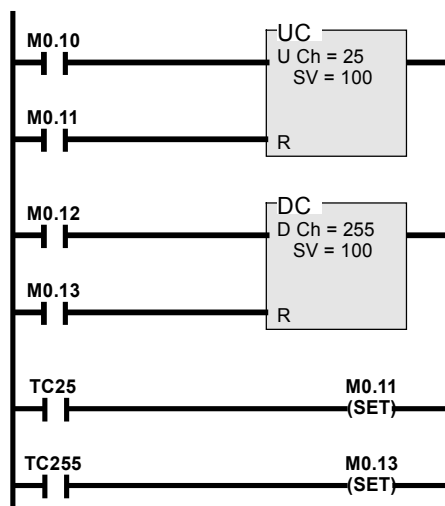 UC
M0.10
U Ch = 25
SV = 100
M0.11
R
DC
M0.12
D Ch = 255
SV = 100
M0.13
R
TC25 M0.11
(SET)
TC255 M0.13
(SET)